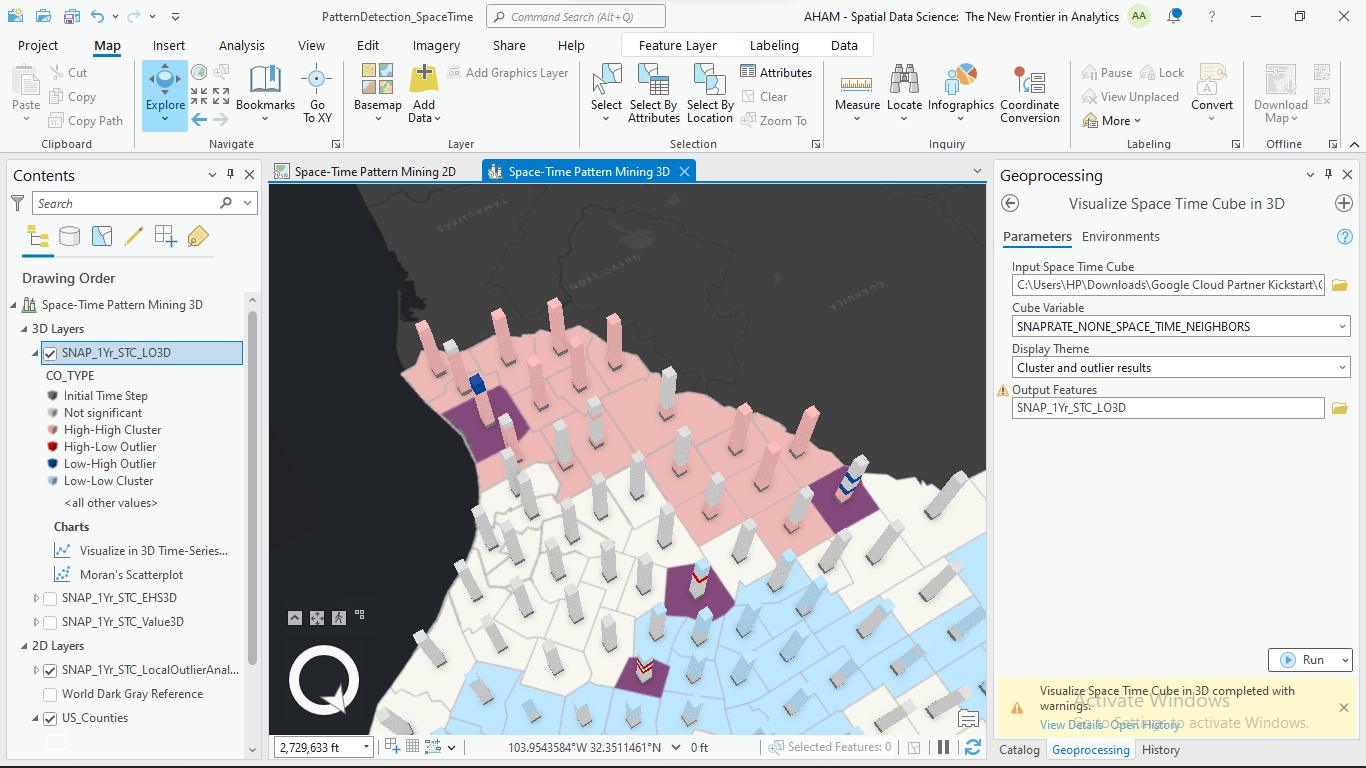 PatternDetection_SpaceTime
Command Search (Alt+Q)
AHAM - Spatial Data Science: The New Frontier in Analytics
AA
Project Map Insert Analysis View Edit Imagery Share Help Feature Layer Labeling Data
Paste
Cut
Copy
Copy Path
Clipboard
Explore
Bookmarks
Go To XY
Navigate
Basemap
Add Data
Add Graphics Layer
Layer
Select
Select By Attributes
Select By Location
Attributes
Clear
Zoom To
Selection
Measure
Locate
Infographics
Coordinate Conversion
Inquiry
Pause
Lock
View Unplaced
More
Convert
Labeling
Download Map
Offline
Contents
Search
Drawing Order
Space-Time Pattern Mining 3D
3D Layers
SNAP_1Yr_STC_LO3D
CO_TYPE
Initial Time Step
Not significant
High-High Cluster
High-Low Outlier
Low-High Outlier
Low-Low Cluster
<all other values>
Charts
Visualize in 3D Time-Series...
Moran's Scatterplot
SNAP_1Yr_STC_EHS3D
SNAP_1Yr_STC_Value3D
2D Layers
SNAP_1Yr_STC_LocalOutlierAnal...
World Dark Gray Reference
US_Counties
Space-Time Pattern Mining 2D
Space-Time Pattern Mining 3D
TAMAULIPAS
NUEVO LEON
COAHUILA
2,729,633 ft
103.9543584°W 32.3511461°N
0 ft
Selected Features: 0
Geoprocessing
Visualize Space Time Cube in 3D
Parameters Environments
Input Space Time Cube
C:\Users\HP\Downloads\Google Cloud Partner Kickstart\
Cube Variable
SNAPRATE_NONE_SPACE_TIME_NEIGHBORS
Display Theme
Cluster and outlier results
Output Features
SNAP_1Yr_STC_LO3D
Run
Visualize Space Time Cube in 3D completed with
warnings.
View Details Open History
Activate Windows
Go to Settings to activate Windows.
Catalog Geoprocessing History